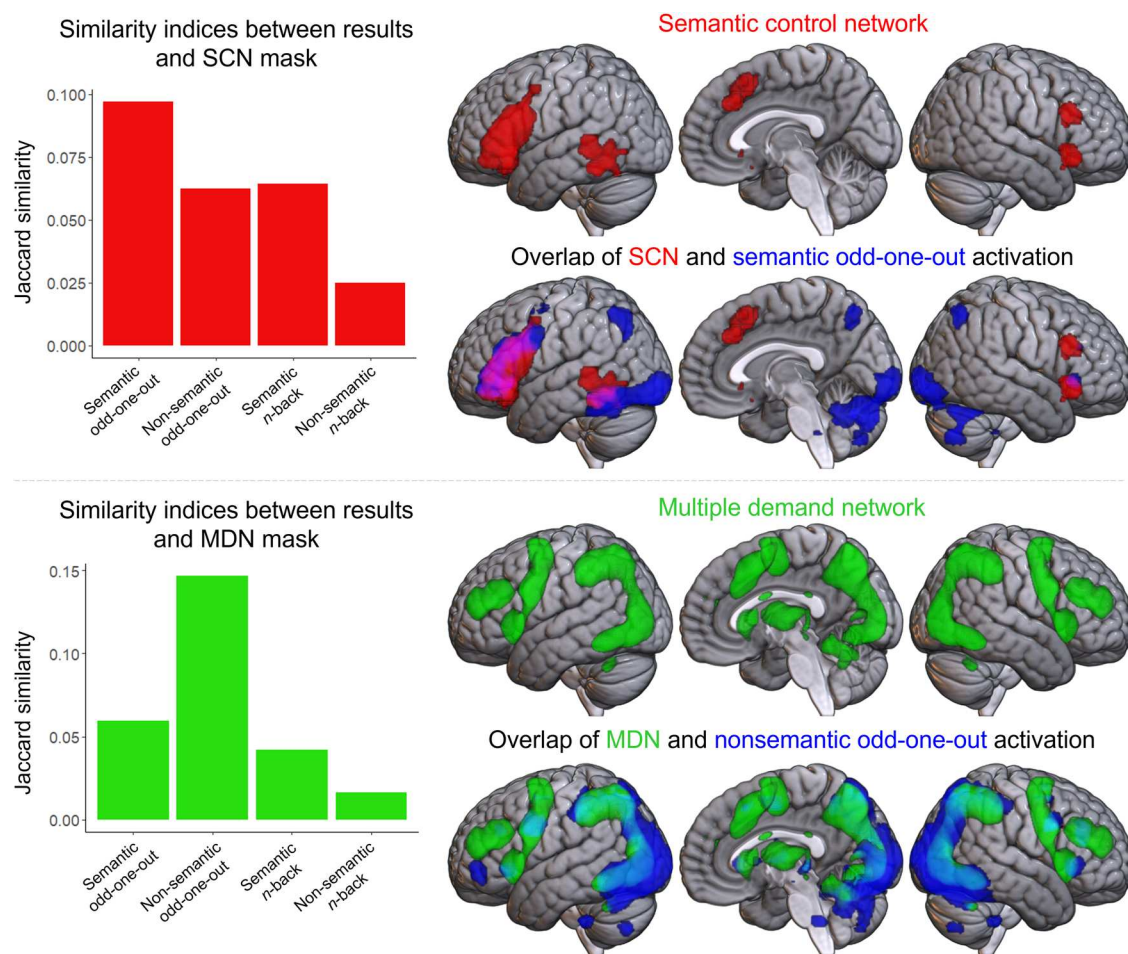 Similarity indices between results
and SCN mask
Jaccard similarity
0.100
0.075
0.050
0.025
0.000
Semantic
odd-one-out
Non-semantic
odd-one-out
Semantic
n-back
Non-semantic
n-back
Semantic control network
Overlap of SCN and semantic odd-one-out activation
Similarity indices between results
and MDN mask
Jaccard similarity
0.15
0.10
0.05
0.00
Semantic
odd-one-out
Non-semantic
odd-one-out
Semantic
n-back
Non-semantic
n-back
Multiple demand network
Overlap of MDN and nonsemantic odd-one-out activation